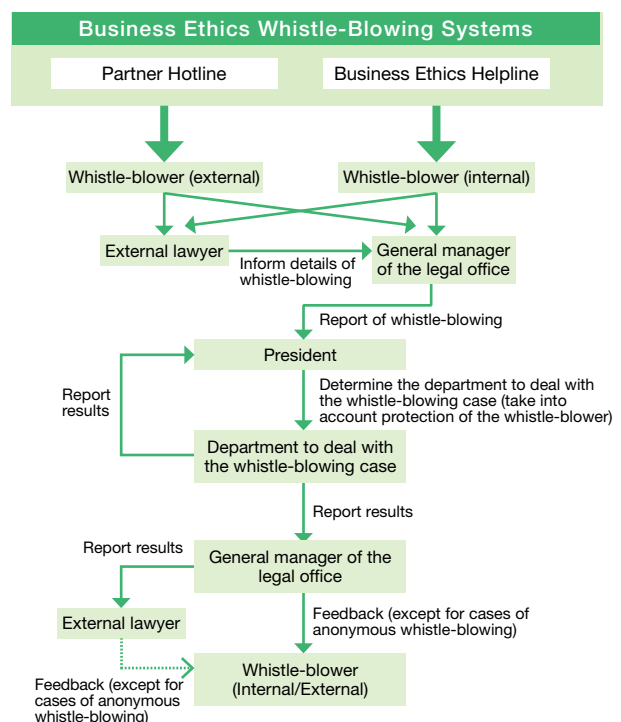 Business Ethics Whistle-Blowing Systems
Partner Hotline
Business Ethics Helpline
Whistle-blower (external)
Whistle-blower (internal)
External lawyer
Inform details of
whistle-blowing
General manager
of the legal office
Report of whistle-blowing
President
Report
results
Determine the department to deal with
the whistle-blowing case (take into
account protection of the whistle-blower)
Department to deal with
the whistle-blowing case
Report results
Report results
General manager of the
legal office
External lawyer
Feedback (except for cases of
anonymous whistle-blowing)
Feedback (except for
cases of anonymous
whistle-blowing)
Whistle-blower
(Internal/External)